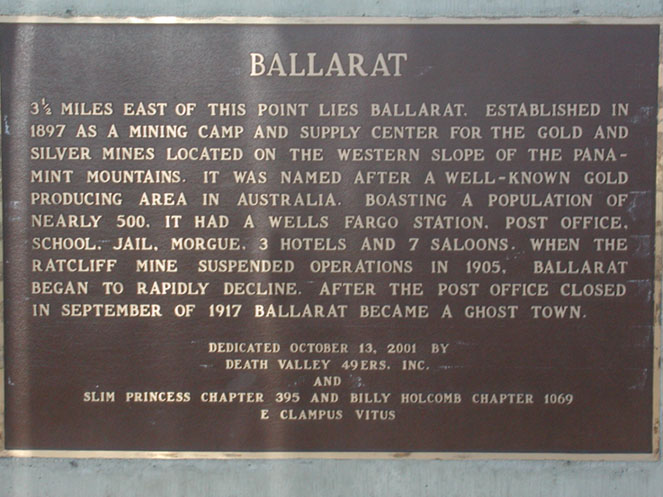 BALLARAT
3½ MILES EAST OF THIS POINT LIES BALLARAT. ESTABLISHED IN
1897 AS A MINING CAMP AND SUPPLY CENTER FOR THE GOLD AND
SILVER MINES LOCATED ON THE WESTERN SLOPE OF THE PANA-
MINT MOUNTAINS. IT WAS NAMED AFTER A WELL-KNOWN GOLD
PRODUCING AREA IN AUSTRALIA. BOASTING A POPULATION OF
NEARLY 500, IT HAD A WELLS FARGO STATION, POST OFFICE,
SCHOOL, JAIL, MORGUE, 3 HOTELS AND 7 SALOONS. WHEN THE
RATCLIFF MINE SUSPENDED OPERATIONS IN 1905, BALLARAT
BEGAN TO RAPIDLY DECLINE. AFTER THE POST OFFICE CLOSED
IN SEPTEMBER OF 1917 BALLARAT BECAME A GHOST TOWN.
DEDICATED OCTOBER 13, 2001 BY
DEATH VALLEY 49ERS, INC.
AND
SLIM PRINCESS CHAPTER 395 AND BILLY HOLCOMB CHAPTER 1069
E CLAMPUS VITUS